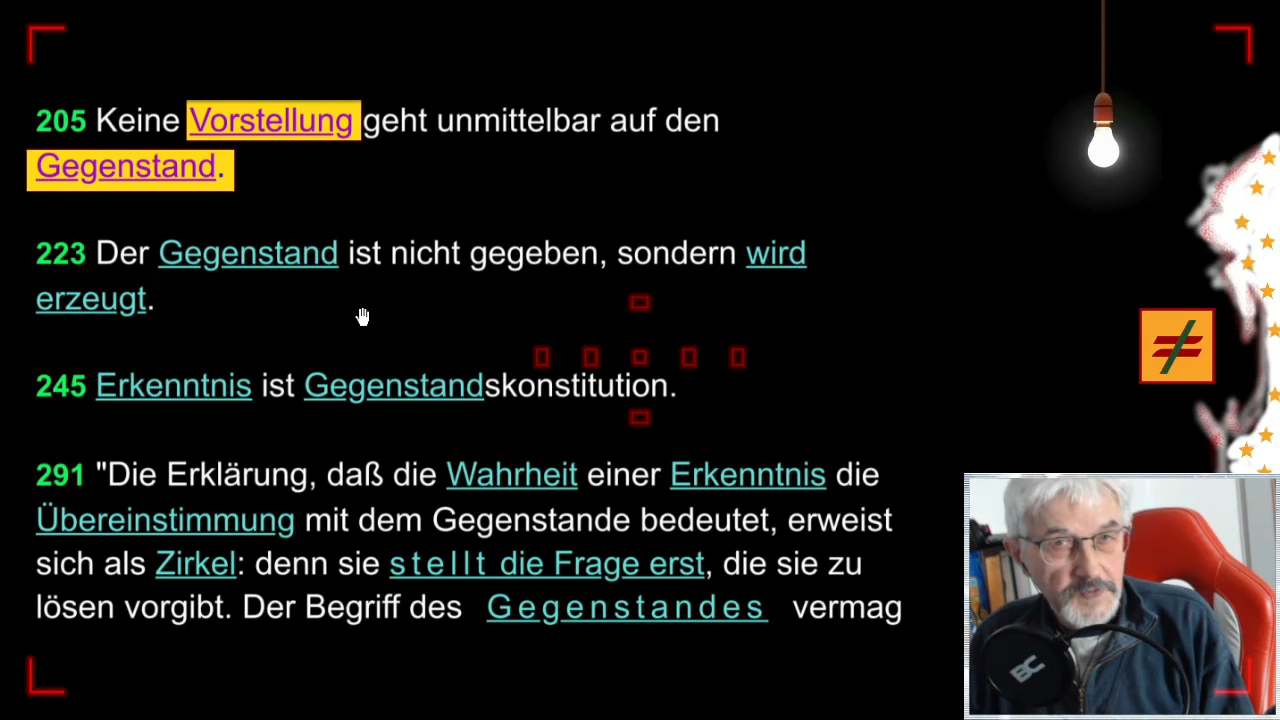 205 Keine Vorstellung geht unmittelbar auf den
Gegenstand.
223 Der Gegenstand ist nicht gegeben, sondern wird
erzeugt.
245 Erkenntnis ist Gegenstandskonstitution.
291 "Die Erklärung, daß die Wahrheit einer Erkenntnis die
Übereinstimmung mit dem Gegenstande bedeutet, erweist
sich als Zirkel: denn sie stellt die Frage erst, die sie zu
lösen vorgibt. Der Begriff des Gegenstandes vermag
≠
BC